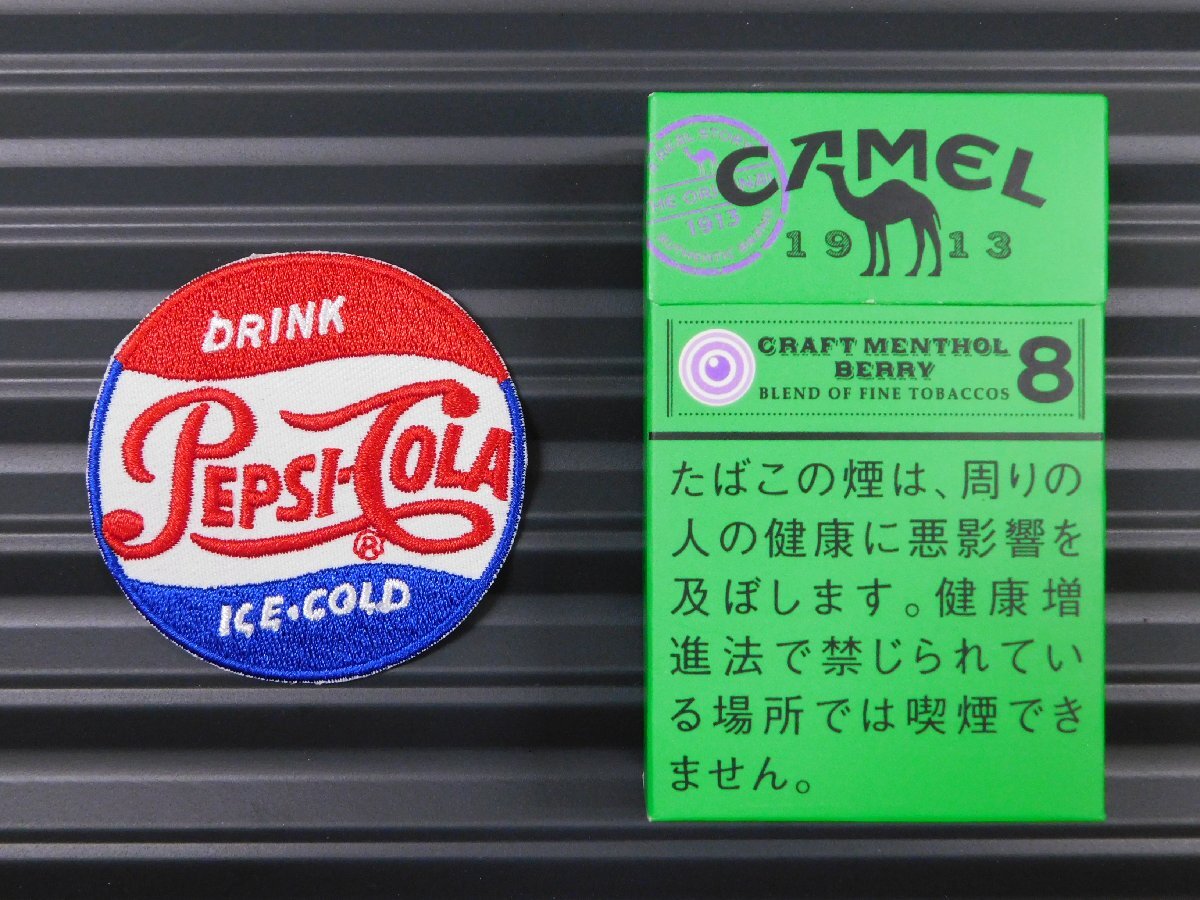 DRINK
PEPSI-COLA
®
ICE-COLD
CAMEL
1913
1913
CRAFT MENTHOL
BERRY
BLEND OF FINE TOBACCOS
8
たばこの煙は、周りの
人の健康に悪影響を
及ぼします。健康増
進法で禁じられてい
る場所では喫煙でき
ません。